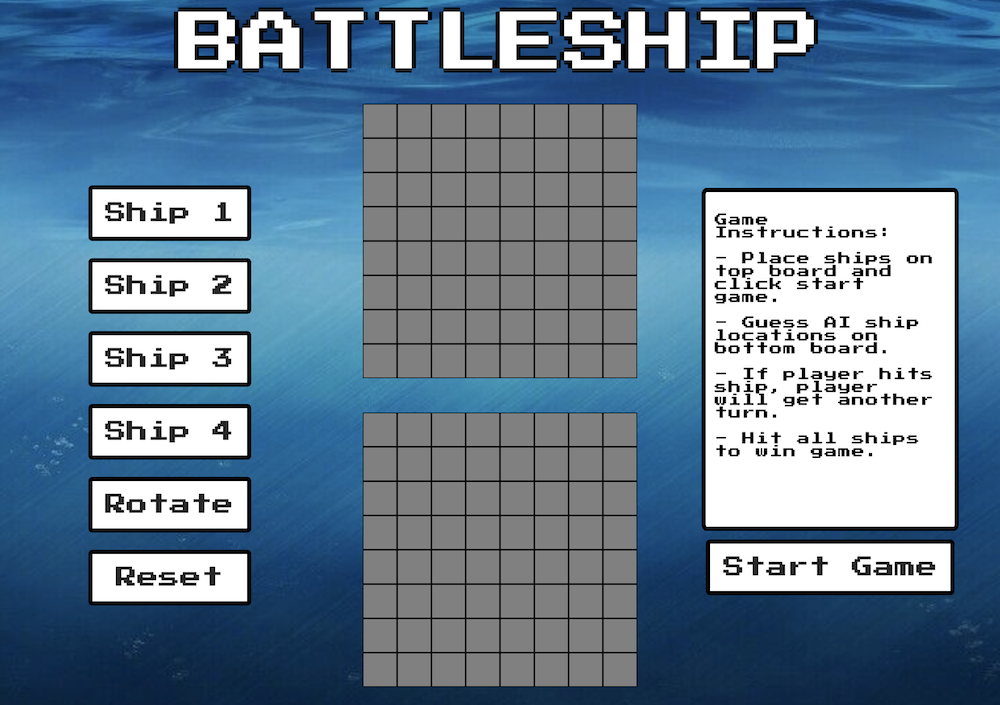 BATTLESHIP
Ship 1
Ship 2
Ship 3
Ship 4
Rotate
Reset
Game
Instructions:
- Place ships on
top board and
click start
game.
- Guess AI ship
locations on
bottom board.
- If player hits
ship, player
will get another
turn.
- Hit all ships
to win game.
Start Game